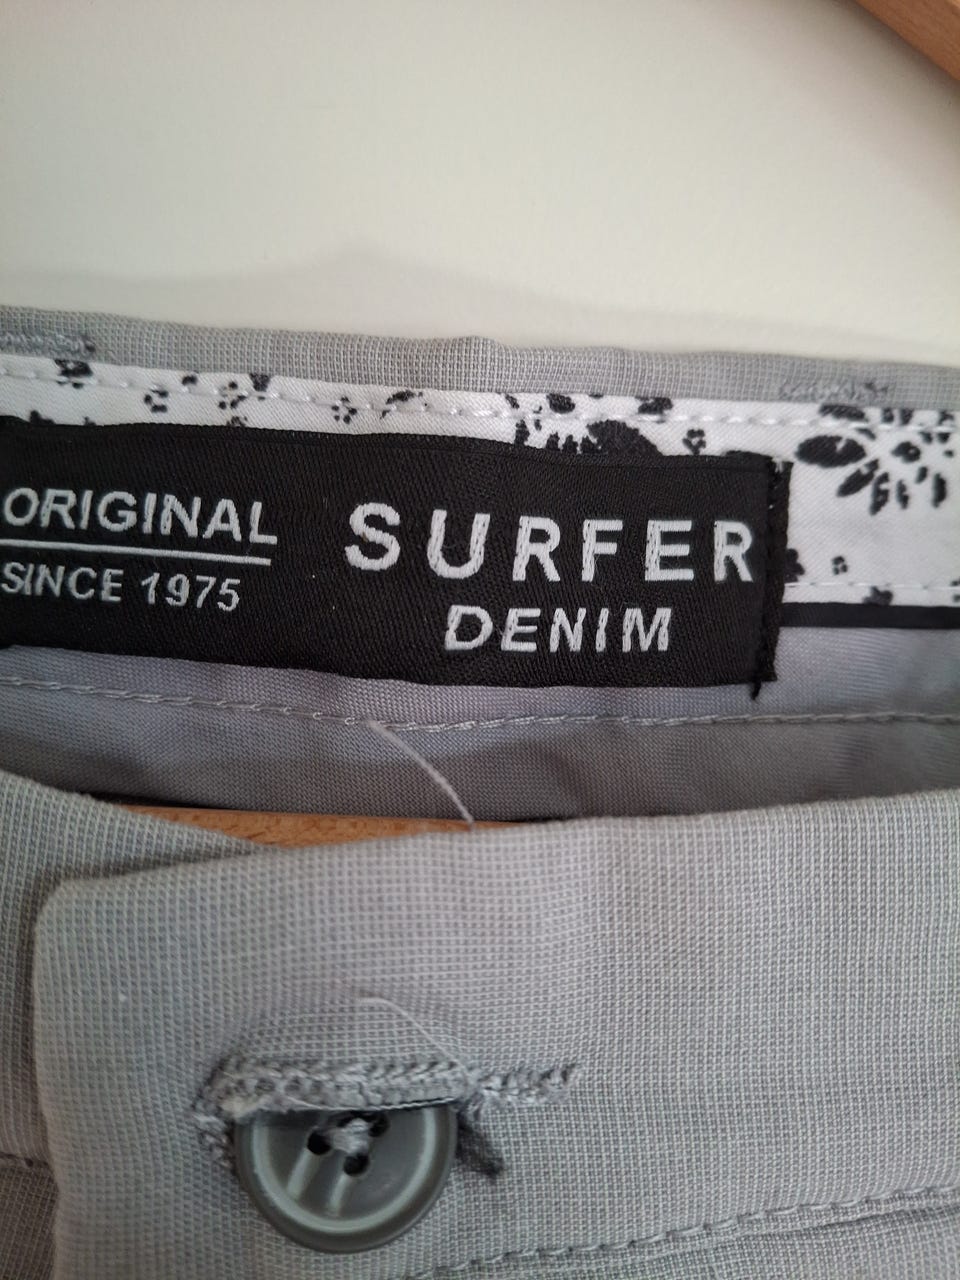 ORIGINAL
SINCE 1975
SURFER
DENIM